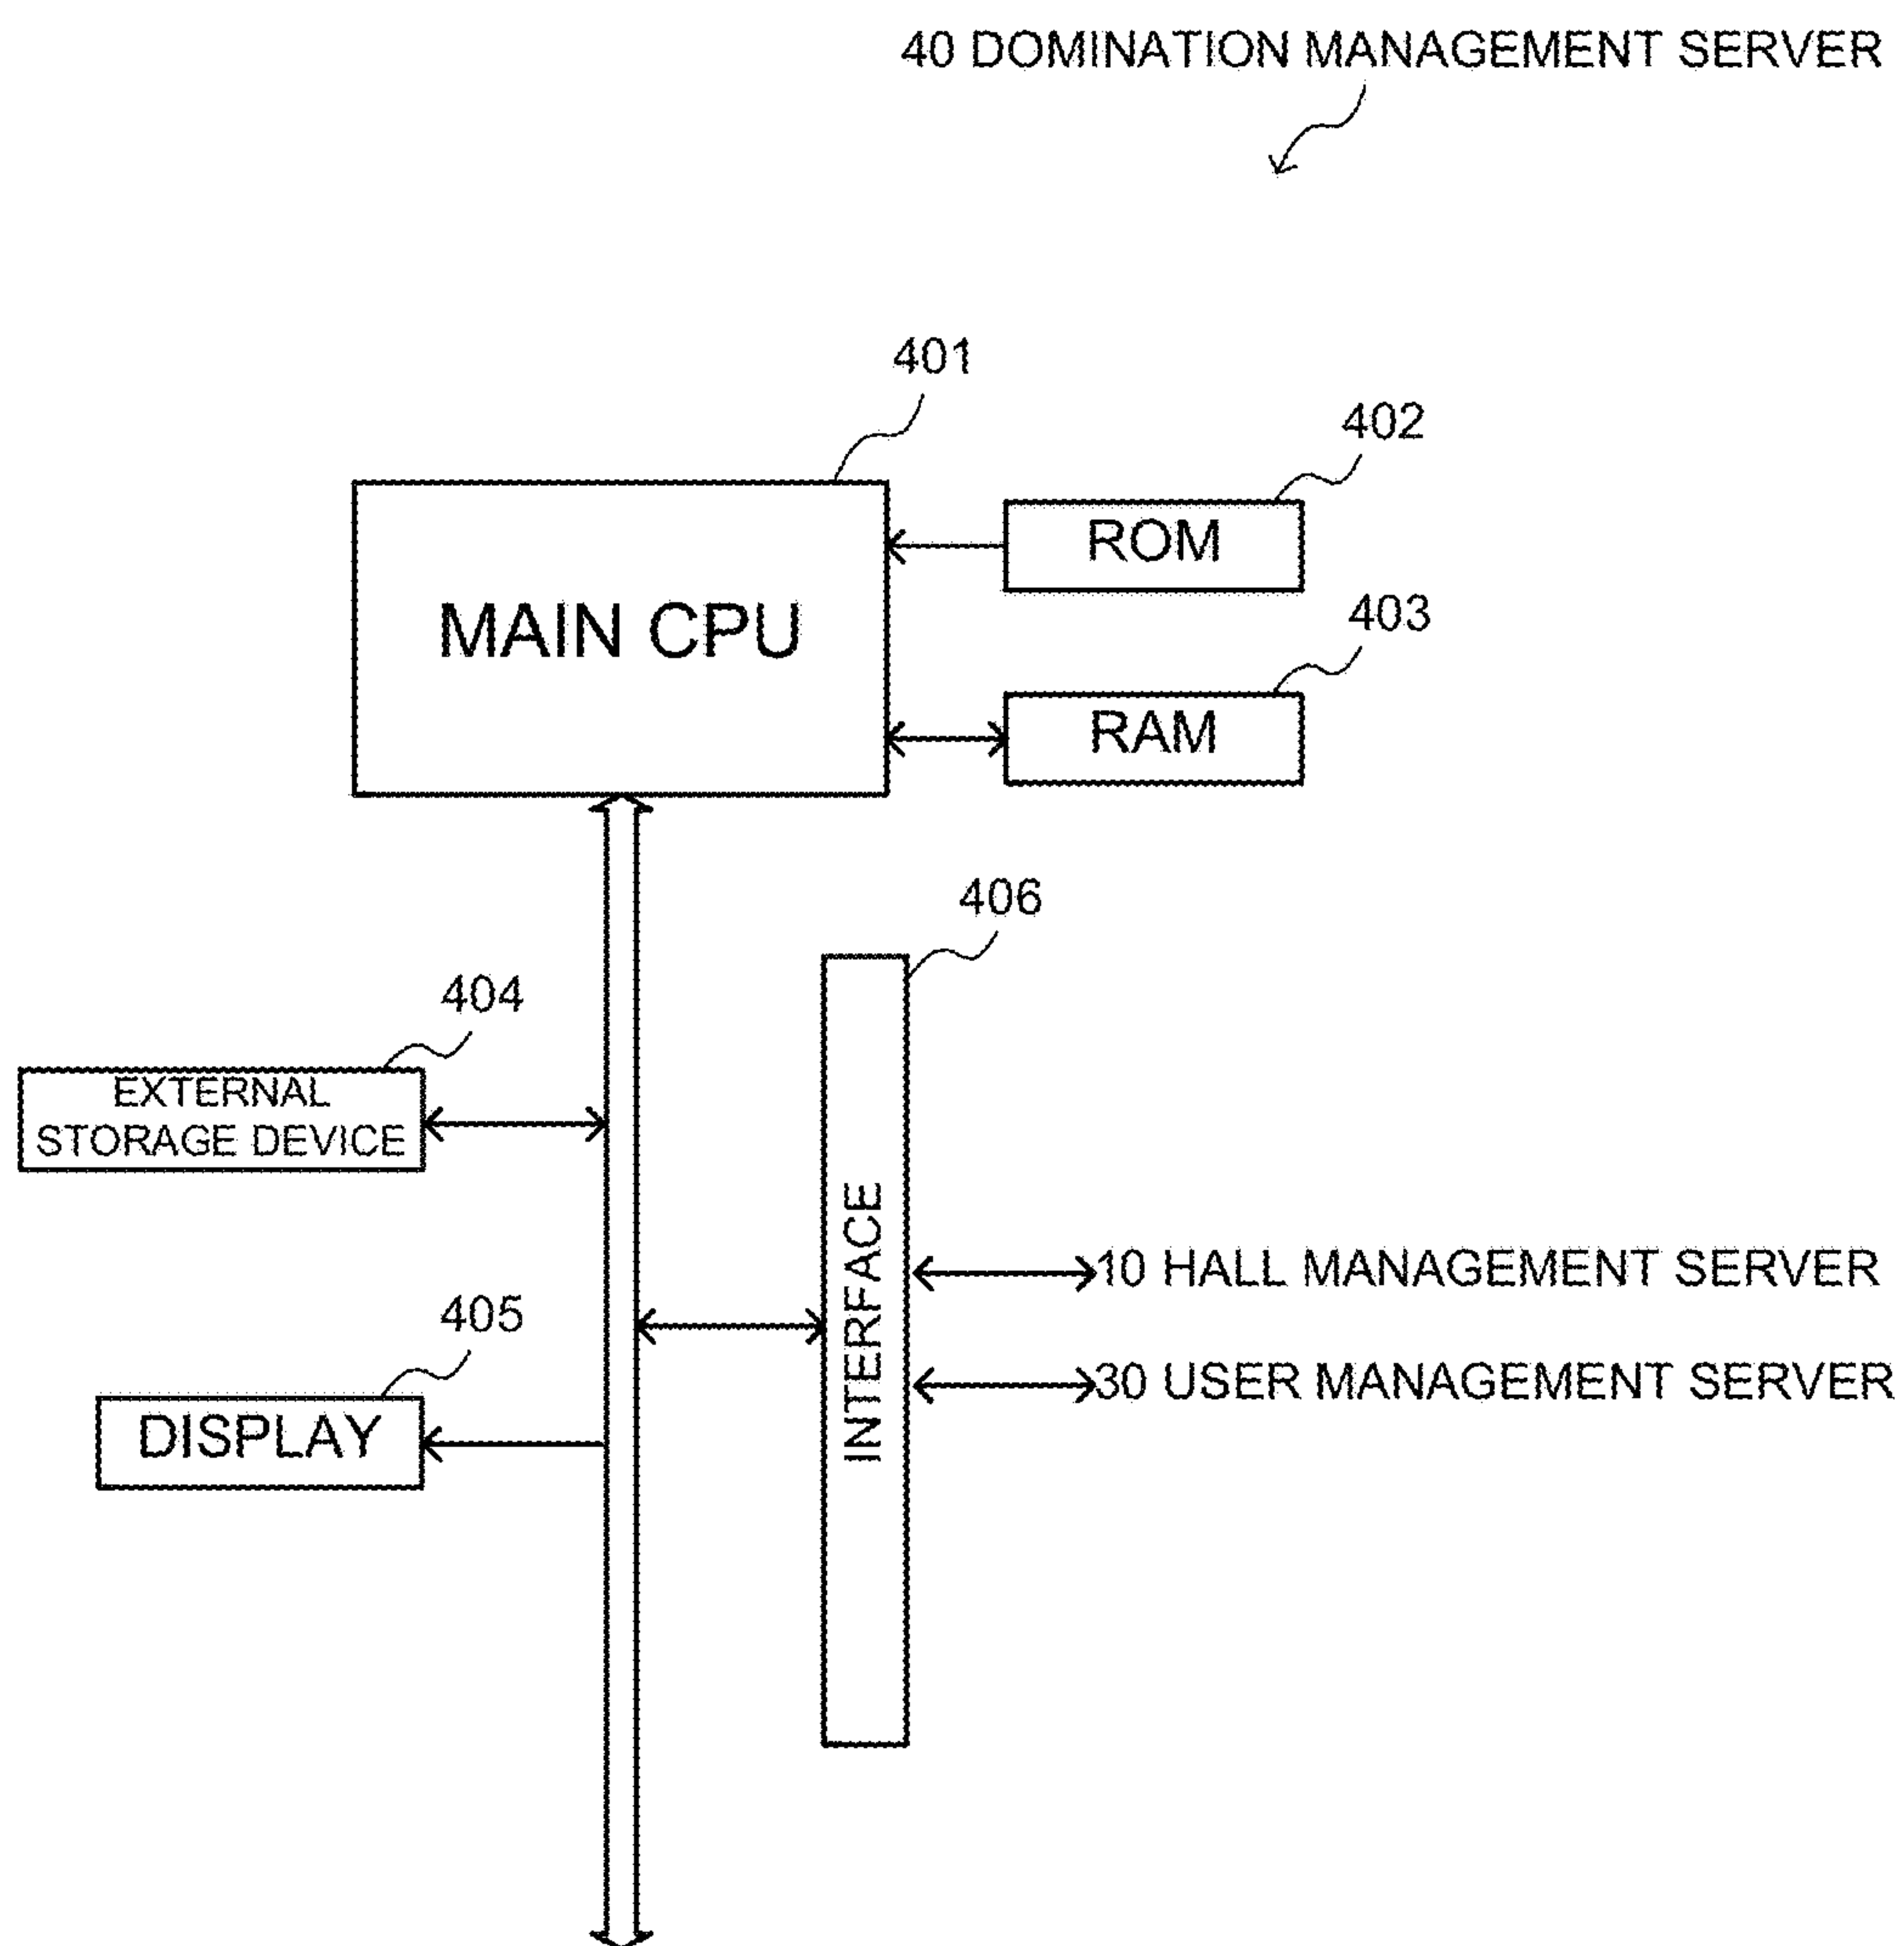 40 DOMINATION MANAGEMENT SERVER
401
402
ROM
MAIN CPU
403
RAM
406
404
EXTERNAL
STORAGE DEVICE
INTERFACE
10 HALL MANAGEMENT SERVER
405
30 USER MANAGEMENT SERVER
DISPLAY